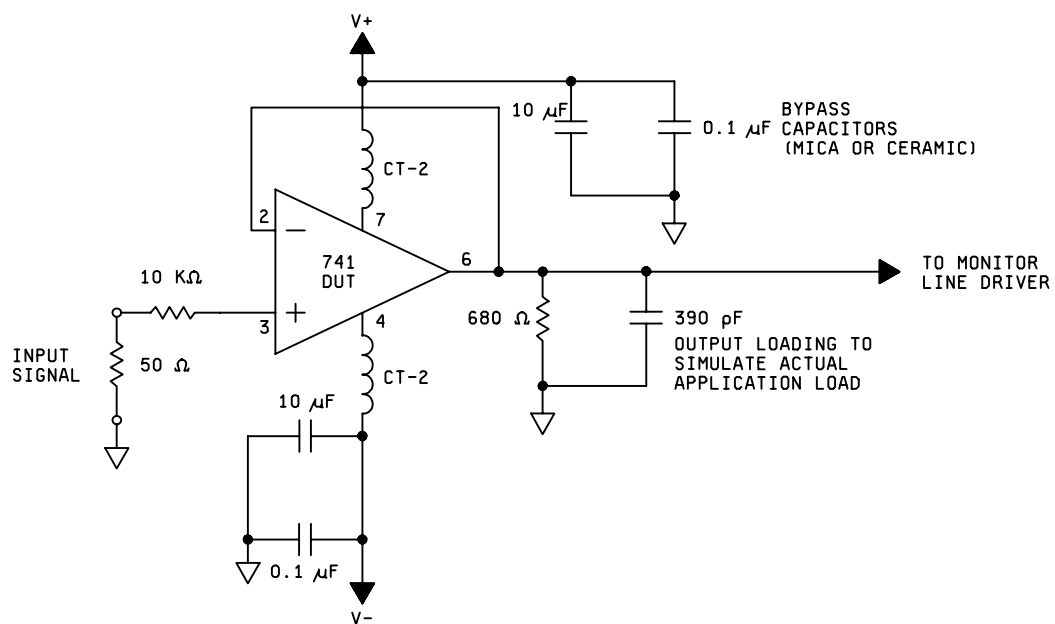 V+
10 µF
0.1 µF
BYPASS
CAPACITORS
(MICA OR CERAMIC)
CT-2
7
2
−
741
DUT
6
TO MONITOR
LINE DRIVER
10 KΩ
+
3
4
680 Ω
390 pF
OUTPUT LOADING TO
SIMULATE ACTUAL
APPLICATION LOAD
INPUT
SIGNAL
50 Ω
CT-2
10 µF
0.1 µF
V-